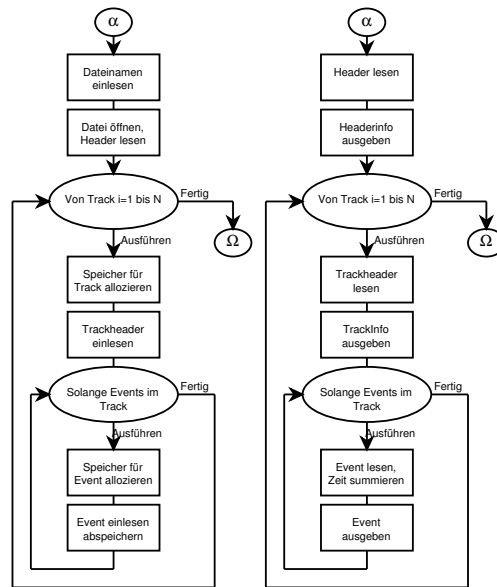 α
Dateinamen
einlesen
Datei öffnen,
Header lesen
Von Track i=1 bis N
Fertig
Ω
Ausführen
Speicher für
Track allozieren
Trackheader
einlesen
Solange Events im
Track
Fertig
Ausführen
Speicher für
Event allozieren
Event einlesen
abspeichern
α
Header lesen
Headerinfo
ausgeben
Von Track i=1 bis N
Fertig
Ω
Ausführen
Trackheader
lesen
TrackInfo
ausgeben
Solange Events im
Track
Fertig
Ausführen
Event lesen,
Zeit summieren
Event
ausgeben